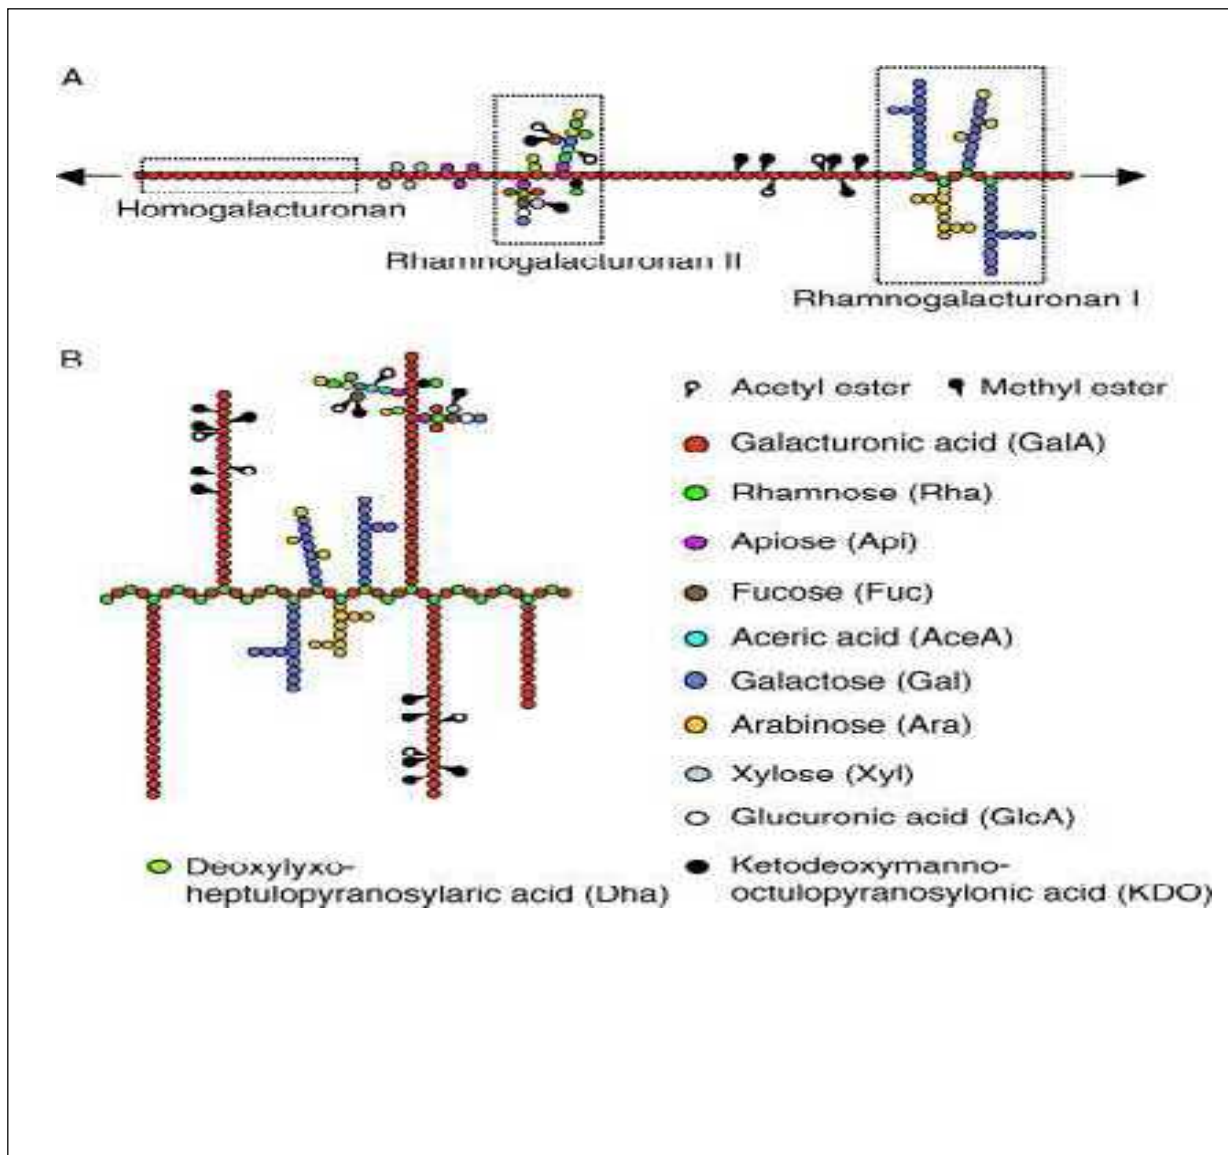 A
Homogalacturonan
Rhamnogalacturonan II
Rhamnogalacturonan I
B
Acetyl ester Methyl ester
Galacturonic acid (GalA)
Rhamnose (Rha)
Apiose (Api)
Fucose (Fuc)
Aceric acid (AceA)
Galactose (Gal)
Arabinose (Ara)
Xylose (Xyl)
Glucuronic acid (GlcA)
Deoxylyxo-
heptulopyranosylaric acid (Dha)
Ketodeoxymanno-
octulopyranosylonic acid (KDO)